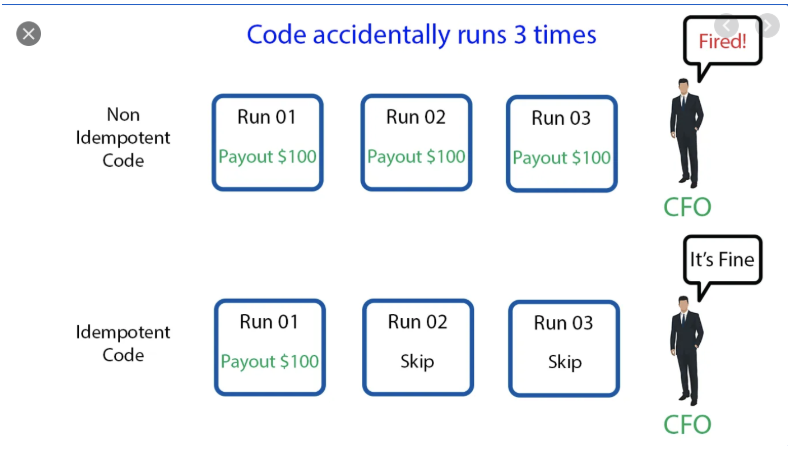 Code accidentally runs 3 times
Fired!
Non
Idempotent
Code
Run 01
Payout $100
Run 02
Payout $100
Run 03
Payout $100
CFO
It's Fine
Idempotent
Code
Run 01
Payout $100
Run 02
Skip
Run 03
Skip
CFO